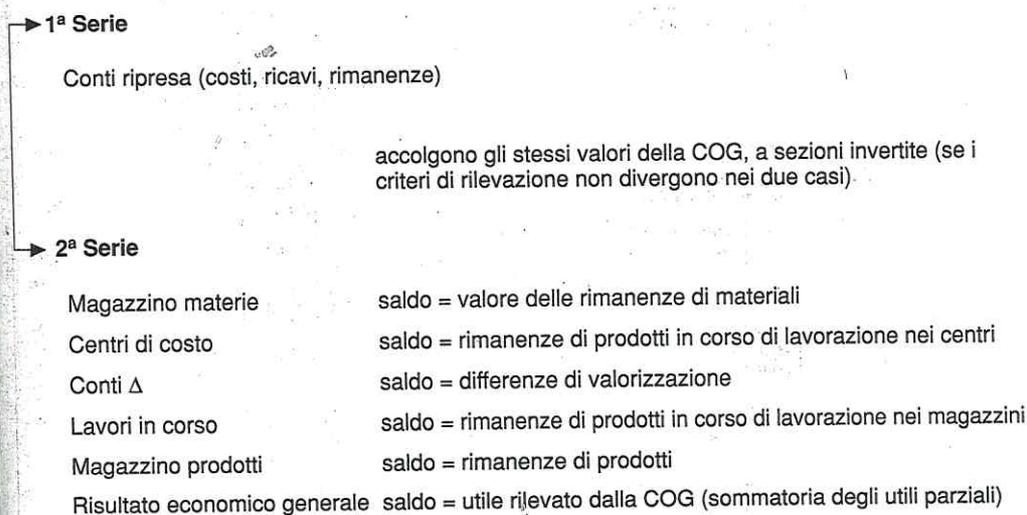 1ª Serie
Conti ripresa (costi, ricavi, rimanenze)
accolgono gli stessi valori della COG, a sezioni invertite (se i
criteri di rilevazione non divergono nei due casi)
2ª Serie
Magazzino materie saldo = valore delle rimanenze di materiali
Centri di costo saldo = rimanenze di prodotti in corso di lavorazione nei centri
Conti Δ saldo = differenze di valorizzazione
Lavori in corso saldo = rimanenze di prodotti in corso di lavorazione nei magazzini
Magazzino prodotti saldo = rimanenze di prodotti
Risultato economico generale saldo = utile rilevato dalla COG (sommatoria degli utili parziali)